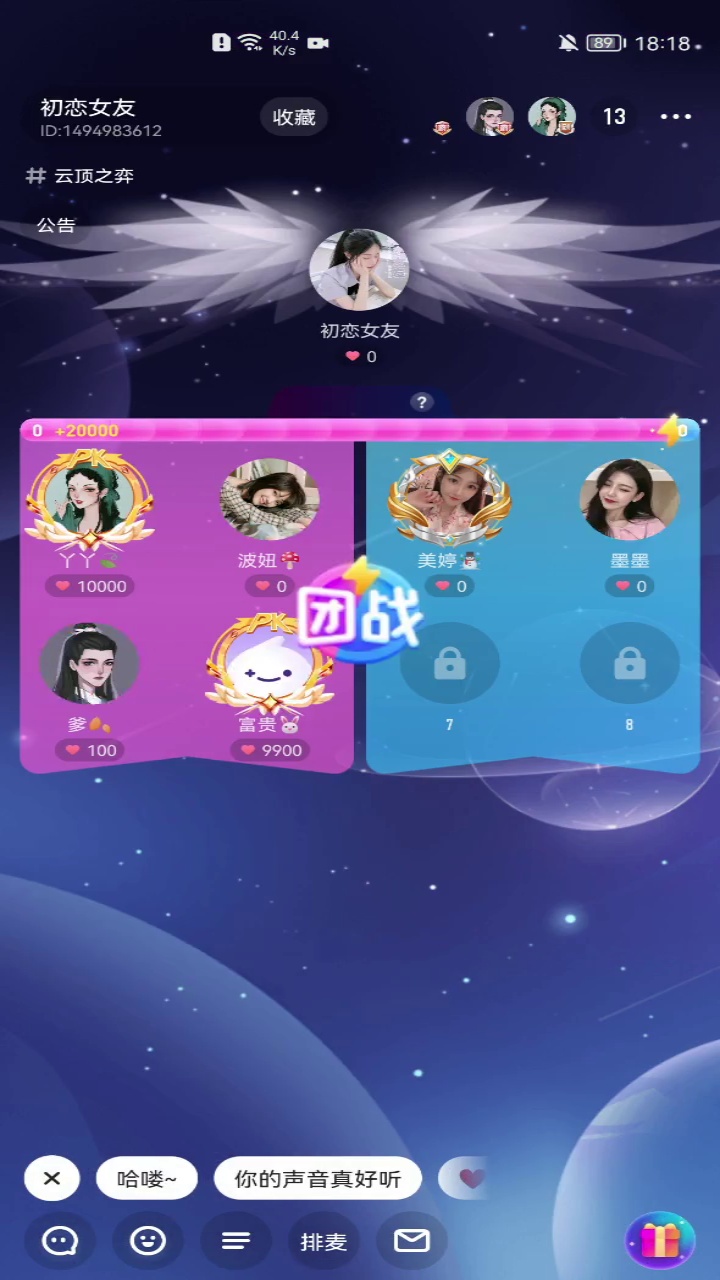 40.4
K/s
89
18:18
初恋女友
ID:1494983612
收藏
13
# 云顶之弈
公告
初恋女友
0
?
0 +20000
0
PK
丫丫
波妞
美婷
墨墨
10000
0
0
0
团战
PK
爹
富贵
7
8
100
9900
哈喽~
你的声音真好听
排麦